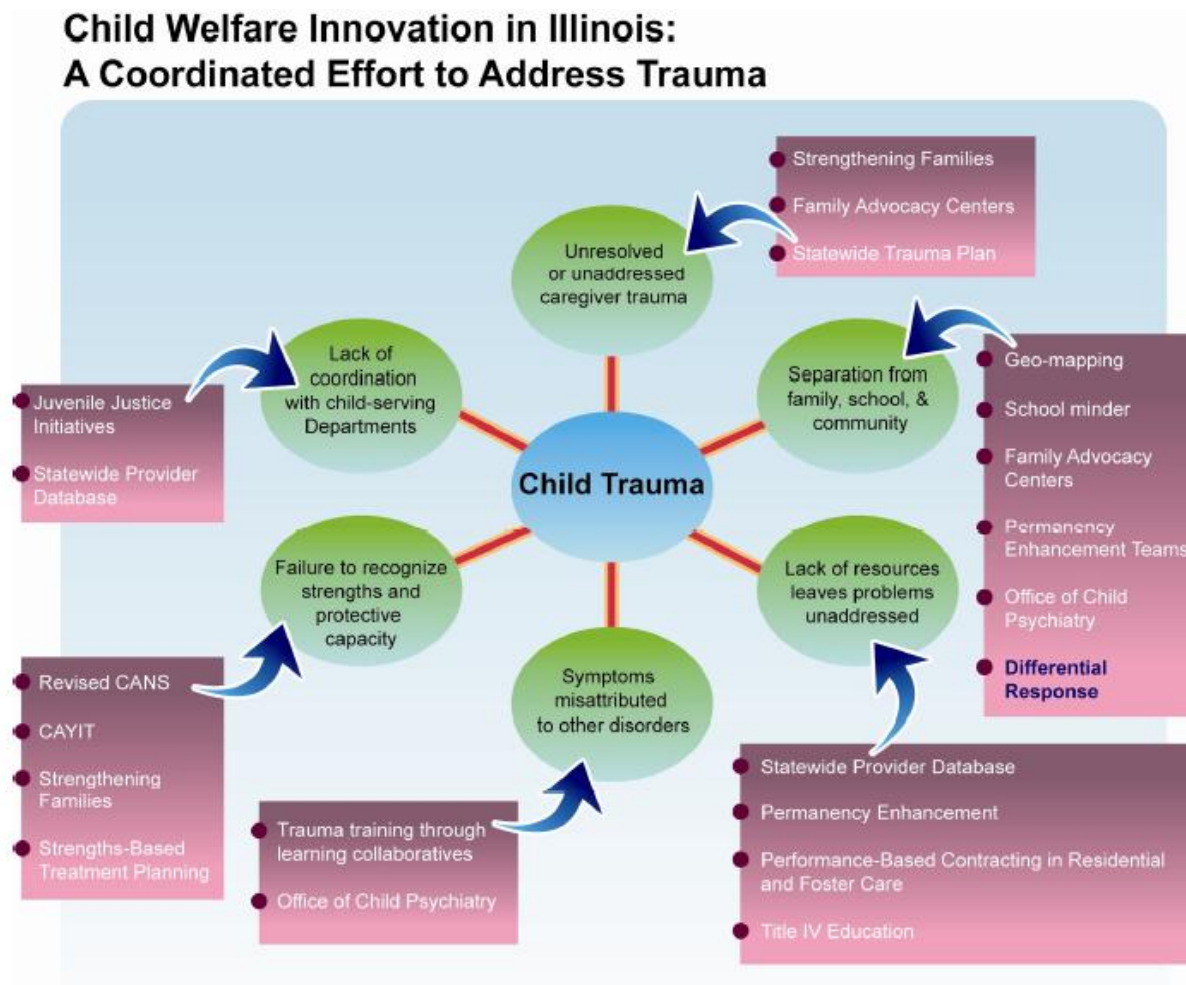 Child Welfare Innovation in Illinois:
A Coordinated Effort to Address Trauma
Strengthening Families
Family Advocacy Centers
Statewide Trauma Plan
Unresolved
or unaddressed
caregiver trauma
Lack of
coordination
with child-serving
Departments
Separation from
family, school, &
community
Geo-mapping
School minder
Family Advocacy
Centers
Permanency
Enhancement Teams
Office of Child
Psychiatry
Differential
Response
Juvenile Justice
Initiatives
Statewide Provider
Database
Child Trauma
Failure to recognize
strengths and
protective
capacity
Lack of resources
leaves problems
unaddressed
Symptoms
misattributed
to other disorders
Revised CANS
CAYIT
Strengthening
Families
Strengths-Based
Treatment Planning
Trauma training through
learning collaboratives
Office of Child Psychiatry
Statewide Provider Database
Permanency Enhancement
Performance-Based Contracting in Residential
and Foster Care
Title IV Education